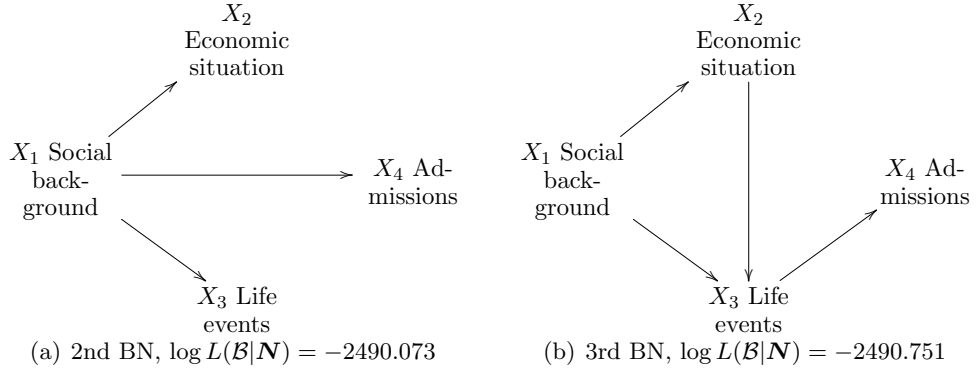 X₂
Economic
situation
X₁ Social
back-
ground
X₄ Ad-
missions
X₃ Life
events
(a) 2nd BN, log L(𝓑|𝑵) = −2490.073
X₂
Economic
situation
X₁ Social
back-
ground
X₄ Ad-
missions
X₃ Life
events
(b) 3rd BN, log L(𝓑|𝑵) = −2490.751